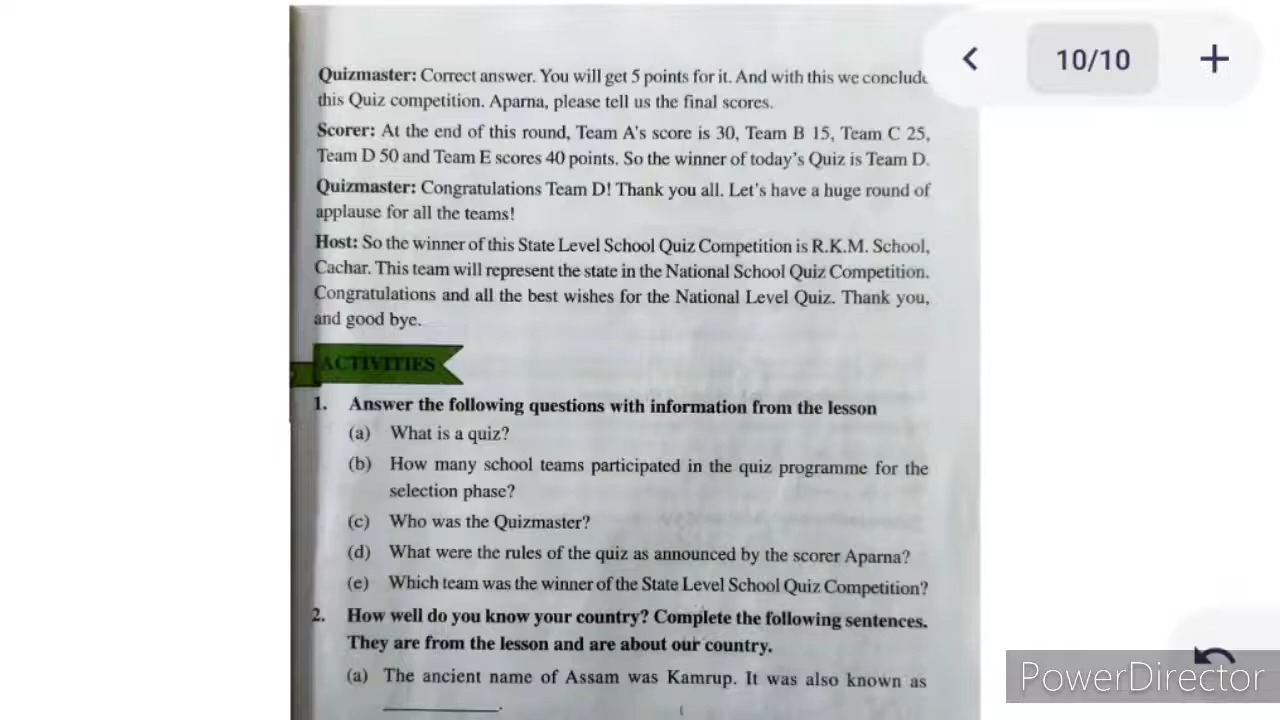 10/10
Quizmaster: Correct answer. You will get 5 points for it. And with this we conclude
this Quiz competition. Aparna, please tell us the final scores.
Scorer: At the end of this round, Team A's score is 30, Team B 15, Team C 25,
Team D 50 and Team E scores 40 points. So the winner of today's Quiz is Team D.
Quizmaster: Congratulations Team D! Thank you all. Let's have a huge round of
applause for all the teams!
Host: So the winner of this State Level School Quiz Competition is R.K.M. School,
Cachar. This team will represent the state in the National School Quiz Competition.
Congratulations and all the best wishes for the National Level Quiz. Thank you,
and good bye.
ACTIVITIES
1. Answer the following questions with information from the lesson
(a) What is a quiz?
(b) How many school teams participated in the quiz programme for the
selection phase?
(c) Who was the Quizmaster?
(d) What were the rules of the quiz as announced by the scorer Aparna?
(e) Which team was the winner of the State Level School Quiz Competition?
2. How well do you know your country? Complete the following sentences.
They are from the lesson and are about our country.
(a) The ancient name of Assam was Kamrup. It was also known as
____________.
PowerDirector